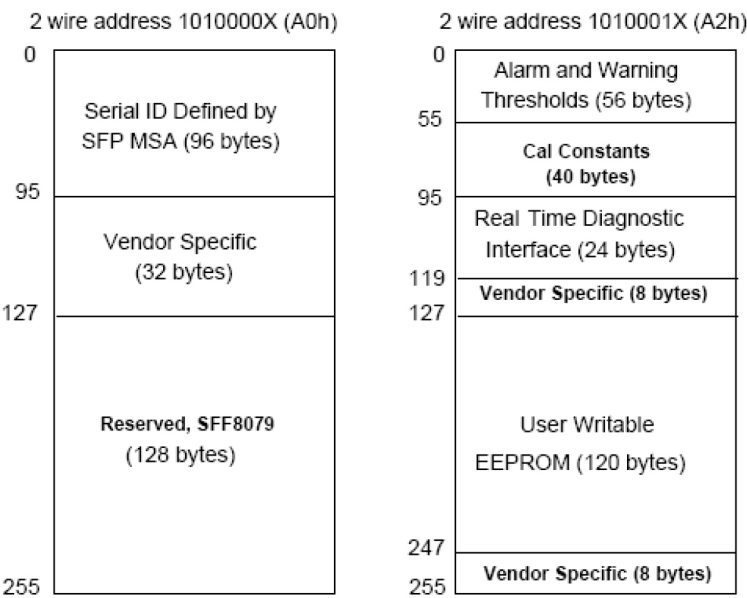 2 wire address 1010000X (A0h)
0
Serial ID Defined by
SFP MSA (96 bytes)
95
Vendor Specific
(32 bytes)
127
Reserved, SFF8079
(128 bytes)
255
2 wire address 1010001X (A2h)
0
Alarm and Warning
Thresholds (56 bytes)
55
Cal Constants
(40 bytes)
95
Real Time Diagnostic
Interface (24 bytes)
119
Vendor Specific (8 bytes)
127
User Writable
EEPROM (120 bytes)
247
Vendor Specific (8 bytes)
255